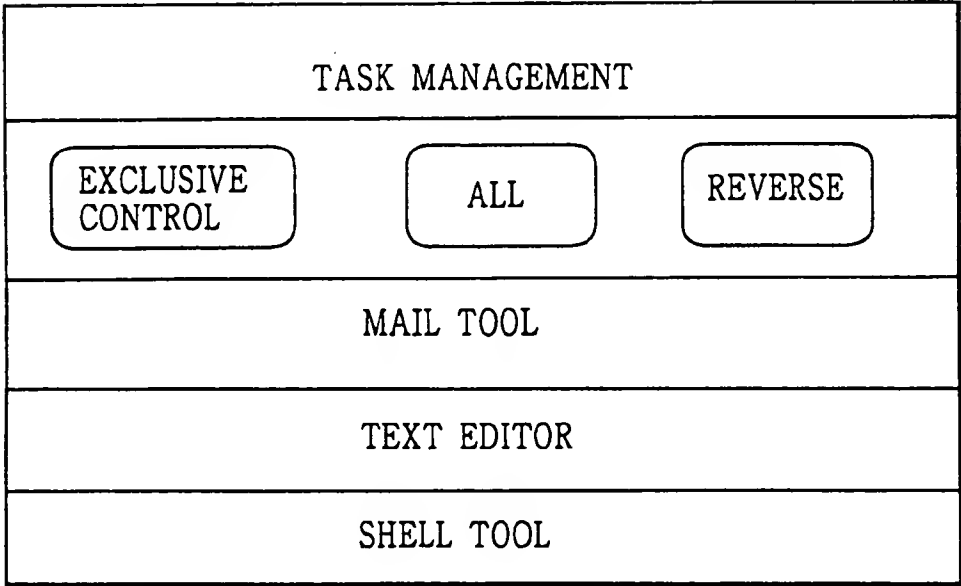 TASK MANAGEMENT
EXCLUSIVE
CONTROL
ALL
REVERSE
MAIL TOOL
TEXT EDITOR
SHELL TOOL